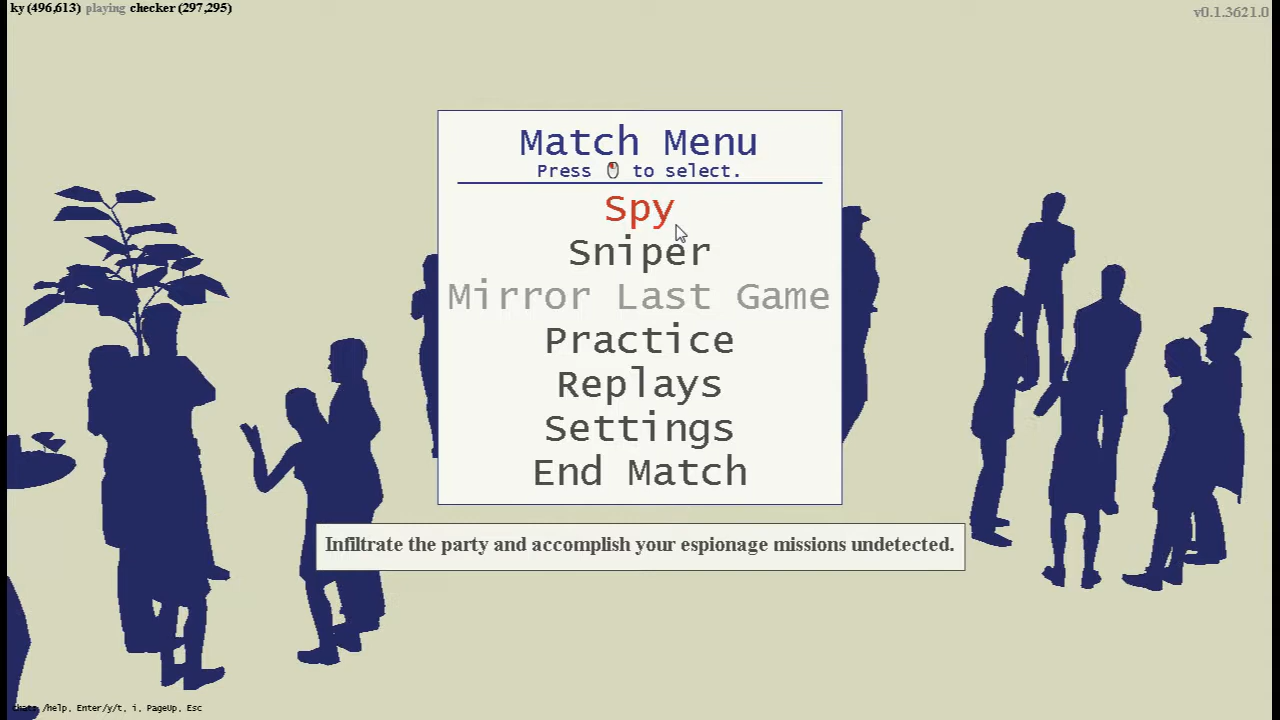 ky (496,613) playing checker (297,295)
v0.1.3621.0
Match Menu
Press to select.
Spy
Sniper
Mirror Last Game
Practice
Replays
Settings
End Match
Infiltrate the party and accomplish your espionage missions undetected.
/help, Enter/y/t, i, PageUp, Esc